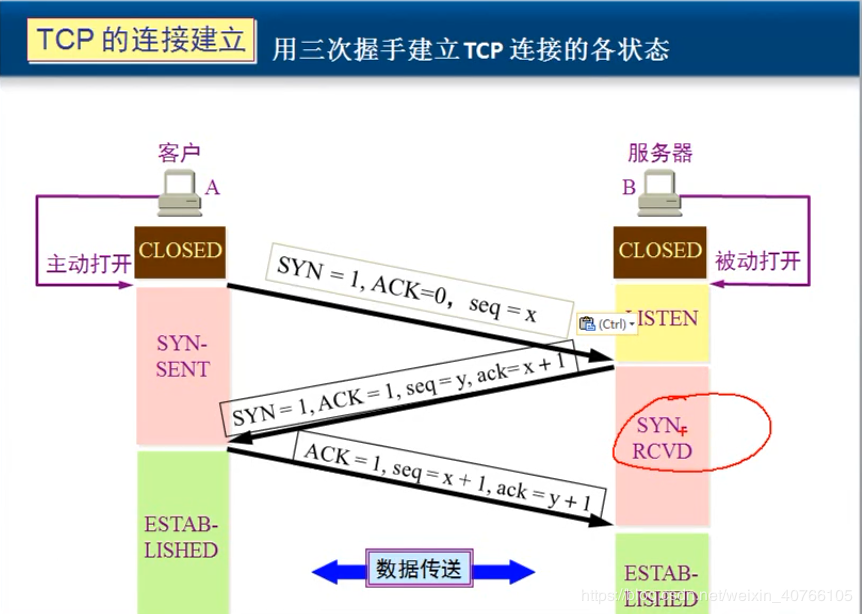 TCP 的连接建立
用三次握手建立TCP 连接的各状态
客户
A
服务器
B
主动打开
CLOSED
CLOSED
被动打开
SYN = 1, ACK=0，seq = x
(Ctrl)
LISTEN
SYN-
SENT
SYN = 1, ACK = 1, seq = y, ack= x + 1
SYN-
RCVD
ACK = 1, seq = x + 1, ack = y + 1
ESTAB-
LISHED
数据传送
ESTAB-
LISHED
https://blog.csdn.net/weixin_40766105